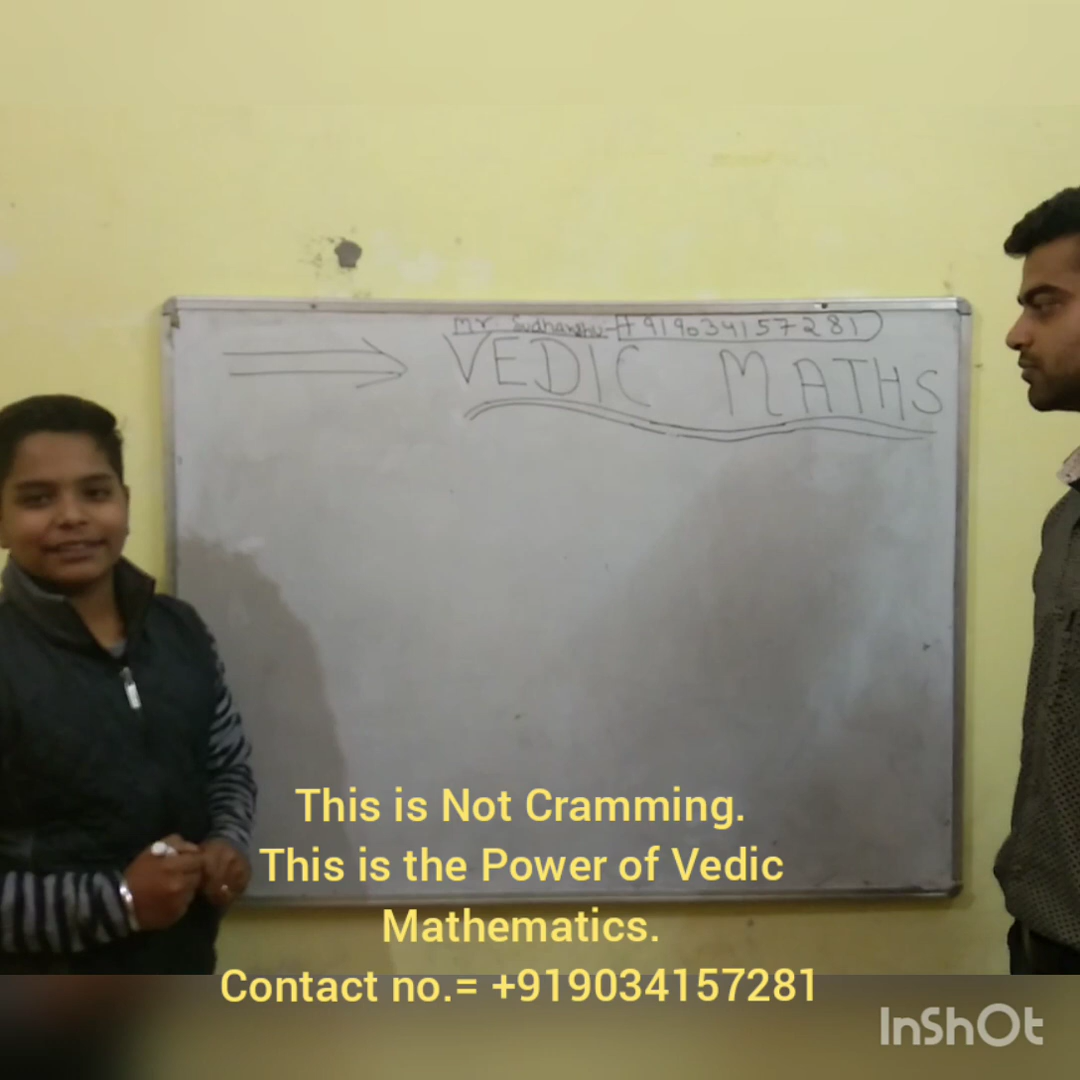 Mr. Sudhanshu - +919034157281
VEDIC MATHS
This is Not Cramming.
This is the Power of Vedic
Mathematics.
Contact no.= +919034157281
InShOt